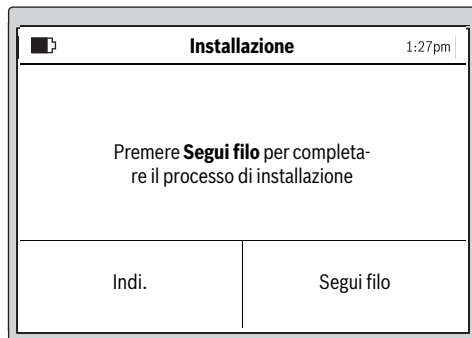 Installazione 1:27pm
Premere Segui filo per completa-
re il processo di installazione
Indi. Segui filo